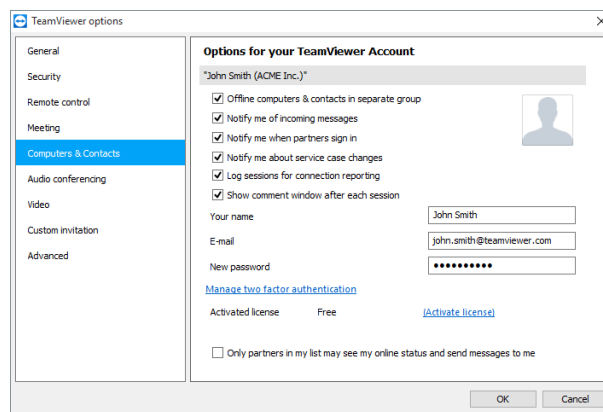 TeamViewer options
General
Security
Remote control
Meeting
Computers & Contacts
Audio conferencing
Video
Custom invitation
Advanced
Options for your TeamViewer Account
"John Smith (ACME Inc.)"
Offline computers & contacts in separate group
Notify me of incoming messages
Notify me when partners sign in
Notify me about service case changes
Log sessions for connection reporting
Show comment window after each session
Your name John Smith
E-mail john.smith@teamviewer.com
New password ••••••••••
Manage two factor authentication
Activated license Free (Activate license)
Only partners in my list may see my online status and send messages to me
OK Cancel